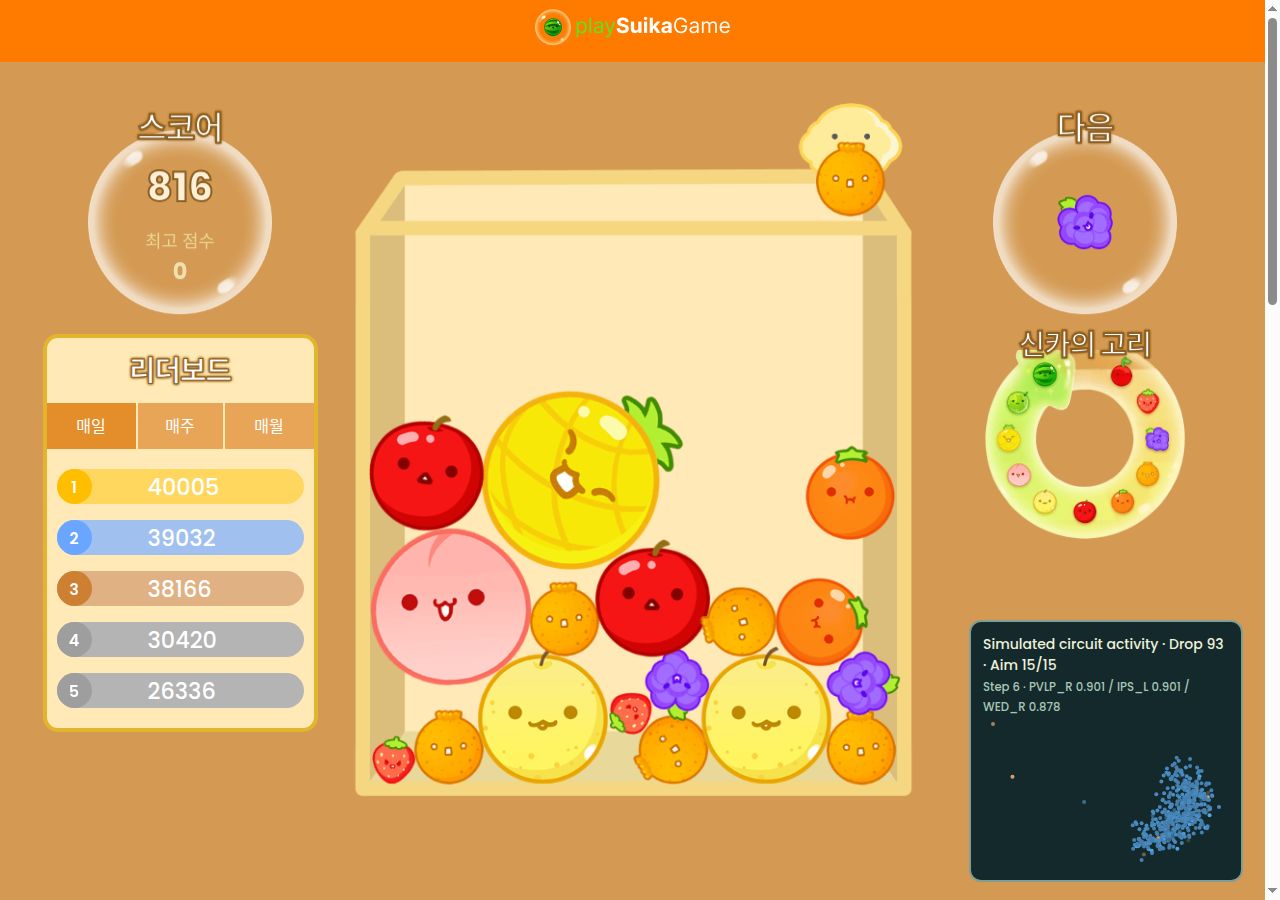 playSuikaGame
스코어
816
최고 점수
0
다음
신카의 고리
리더보드
매일 매주 매월
1 40005
2 39032
3 38166
4 30420
5 26336
Simulated circuit activity · Drop 93
· Aim 15/15
Step 6 · PVLP_R 0.901 / IPS_L 0.901 /
WED_R 0.878